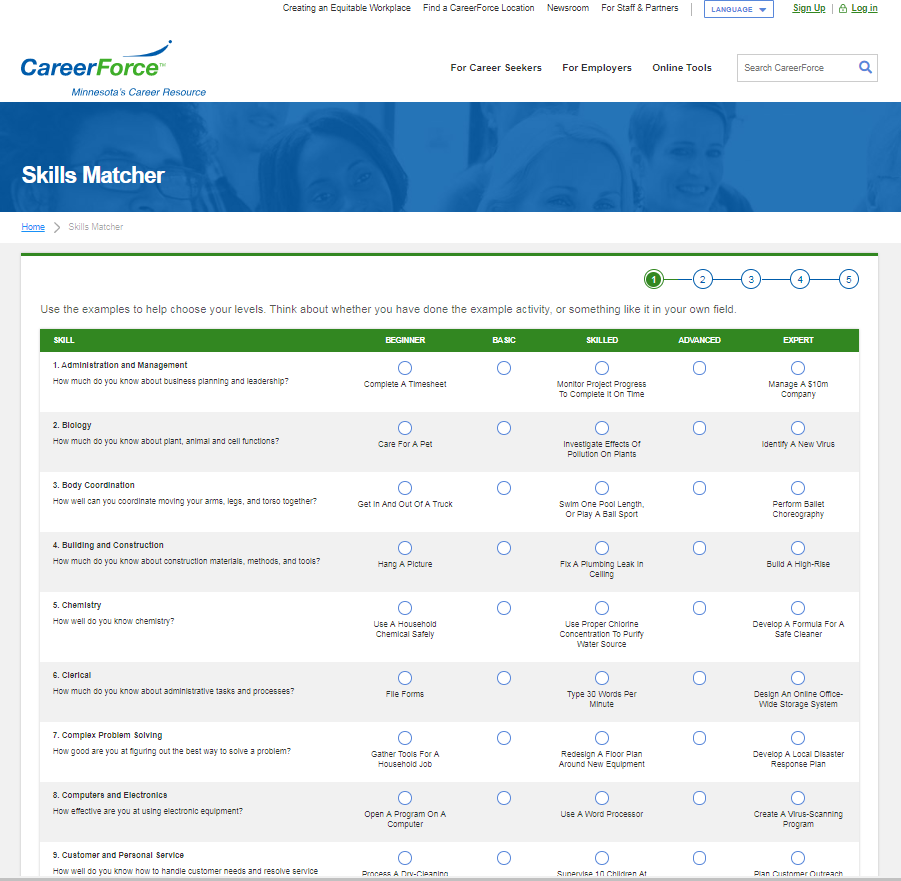 Creating an Equitable Workplace Find a CareerForce Location Newsroom For Staff & Partners LANGUAGE Sign Up Log in
CareerForce™
Minnesota's Career Resource
For Career Seekers For Employers Online Tools Search CareerForce
Skills Matcher
Home Skills Matcher
1 2 3 4 5
Use the examples to help choose your levels. Think about whether you have done the example activity, or something like it in your own field.
SKILL BEGINNER BASIC SKILLED ADVANCED EXPERT
1. Administration and Management
How much do you know about business planning and leadership?
Complete A Timesheet
Monitor Project Progress
To Complete It On Time
Manage A $10m
Company
2. Biology
How much do you know about plant, animal and cell functions?
Care For A Pet
Investigate Effects Of
Pollution On Plants
Identify A New Virus
3. Body Coordination
How well can you coordinate moving your arms, legs, and torso together?
Get In And Out Of A Truck
Swim One Pool Length,
Or Play A Ball Sport
Perform Ballet
Choreography
4. Building and Construction
How much do you know about construction materials, methods, and tools?
Hang A Picture
Fix A Plumbing Leak In
Ceiling
Build A High-Rise
5. Chemistry
How well do you know chemistry?
Use A Household
Chemical Safely
Use Proper Chlorine
Concentration To Purify
Water Source
Develop A Formula For A
Safe Cleaner
6. Clerical
How much do you know about administrative tasks and processes?
File Forms
Type 30 Words Per
Minute
Design An Online Office-
Wide Storage System
7. Complex Problem Solving
How good are you at figuring out the best way to solve a problem?
Gather Tools For A
Household Job
Redesign A Floor Plan
Around New Equipment
Develop A Local Disaster
Response Plan
8. Computers and Electronics
How effective are you at using electronic equipment?
Open A Program On A
Computer
Use A Word Processor
Create A Virus-Scanning
Program
9. Customer and Personal Service
How well do you know how to handle customer needs and resolve service
Process A Dry-Cleaning
Supervise 10 Children At
Plan Customer Outreach